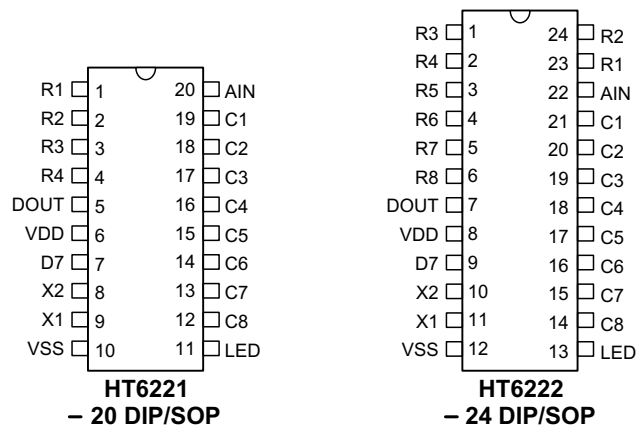 R1 1 20 AIN
R2 2 19 C1
R3 3 18 C2
R4 4 17 C3
DOUT 5 16 C4
VDD 6 15 C5
D7 7 14 C6
X2 8 13 C7
X1 9 12 C8
VSS 10 11 LED
HT6221
– 20 DIP/SOP
R3 1 24 R2
R4 2 23 R1
R5 3 22 AIN
R6 4 21 C1
R7 5 20 C2
R8 6 19 C3
DOUT 7 18 C4
VDD 8 17 C5
D7 9 16 C6
X2 10 15 C7
X1 11 14 C8
VSS 12 13 LED
HT6222
– 24 DIP/SOP